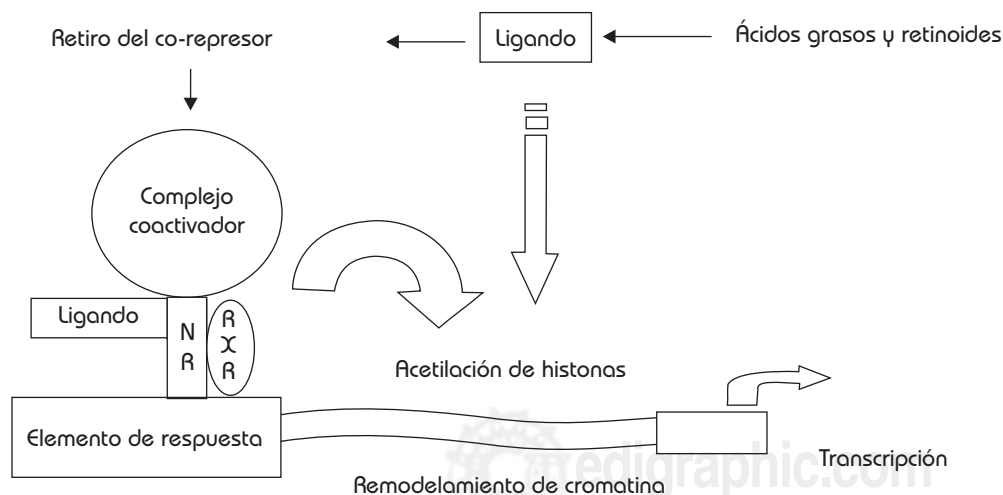 Retiro del co-represor
Ligando
Ácidos grasos y retinoides
Complejo
coactivador
Ligando
N
R
R
X
R
Acetilación de histonas
Elemento de respuesta
Transcripción
Remodelamiento de cromatina
edigraphic.com